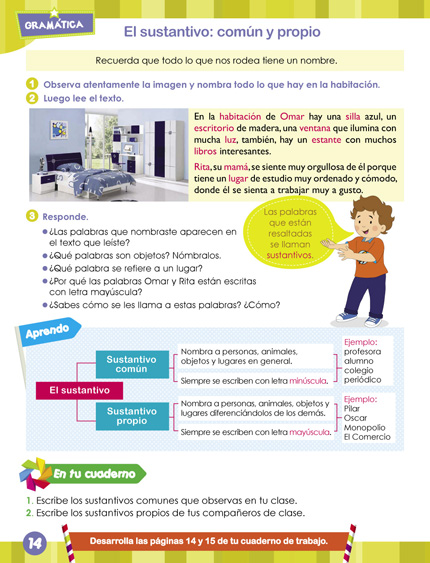 GRAMÁTICA
El sustantivo: común y propio
Recuerda que todo lo que nos rodea tiene un nombre.
1 Observa atentamente la imagen y nombra todo lo que hay en la habitación.
2 Luego lee el texto.
En la habitación de Omar hay una silla azul, un
escritorio de madera, una ventana que ilumina con
mucha luz, también, hay un estante con muchos
libros interesantes.
Rita, su mamá, se siente muy orgullosa de él porque
tiene un lugar de estudio muy ordenado y cómodo,
donde él se sienta a trabajar muy a gusto.
3 Responde.
¿Las palabras que nombraste aparecen en
el texto que leíste?
¿Qué palabras son objetos? Nómbralos.
¿Qué palabra se refiere a un lugar?
¿Por qué las palabras Omar y Rita están escritas
con letra mayúscula?
¿Sabes cómo se les llama a estas palabras? ¿Cómo?
Las palabras
que están
resaltadas
se llaman
sustantivos.
Aprendo
El sustantivo
Sustantivo
común
Nombra a personas, animales,
objetos y lugares en general.
Siempre se escriben con letra minúscula.
Ejemplo:
profesora
alumno
colegio
periódico
Sustantivo
propio
Nombra a personas, animales, objetos y
lugares diferenciándolos de los demás.
Siempre se escriben con letra mayúscula.
Ejemplo:
Pilar
Oscar
Monopolio
El Comercio
En tu cuaderno
1. Escribe los sustantivos comunes que observas en tu clase.
2. Escribe los sustantivos propios de tus compañeros de clase.
14
Desarrolla las páginas 14 y 15 de tu cuaderno de trabajo.